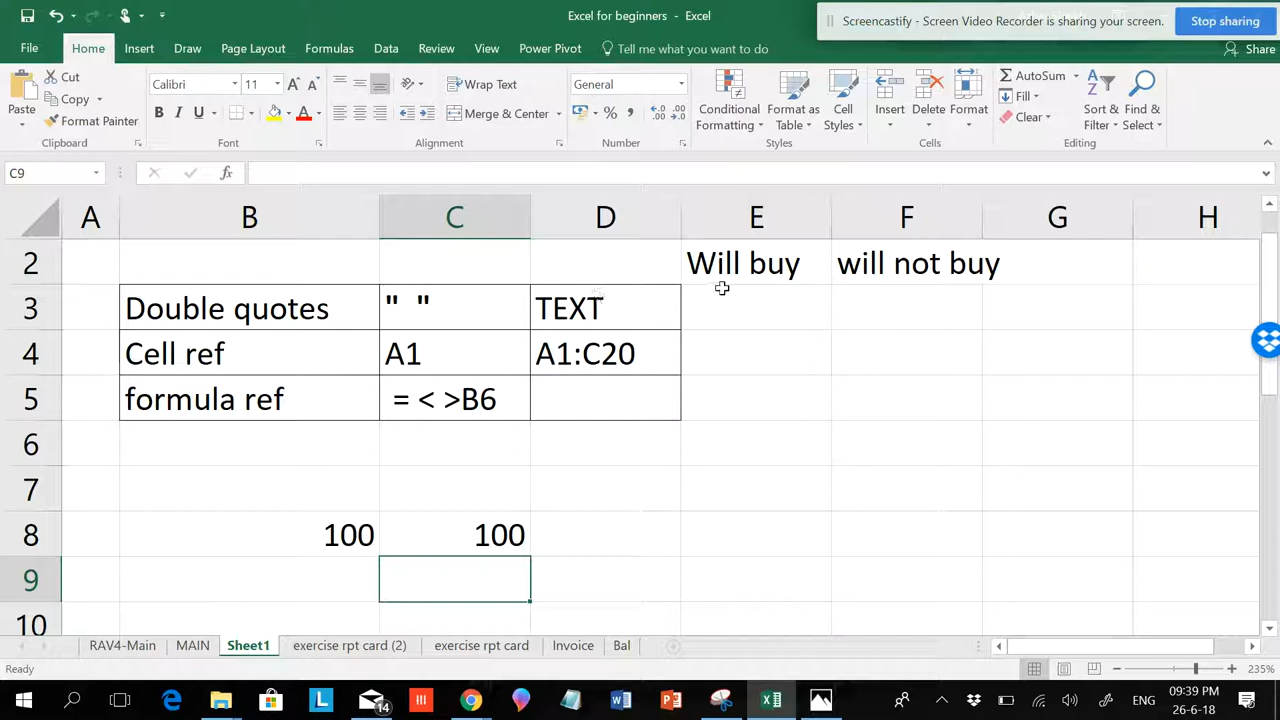 Excel for beginners - Excel
Screencastify - Screen Video Recorder is sharing your screen.
Stop sharing
File Home Insert Draw Page Layout Formulas Data Review View Power Pivot Tell me what you want to do
Share
Paste
Cut
Copy
Format Painter
Calibri 11
B I U
Wrap Text
Merge & Center
General
Conditional Formatting
Format as Table
Cell Styles
Insert
Delete
Format
AutoSum
Fill
Clear
Sort & Filter
Find & Select
Clipboard Font Alignment Number Styles Cells Editing
C9
fx
A B C D E F G H
2 Will buy will not buy
3 Double quotes " " TEXT
4 Cell ref A1 A1:C20
5 formula ref = < >B6
6
7
8 100 100
9
10
RAV4-Main MAIN Sheet1 exercise rpt card (2) exercise rpt card Invoice Bal
Ready
235%
14
ENG
09:39 PM
26-6-18